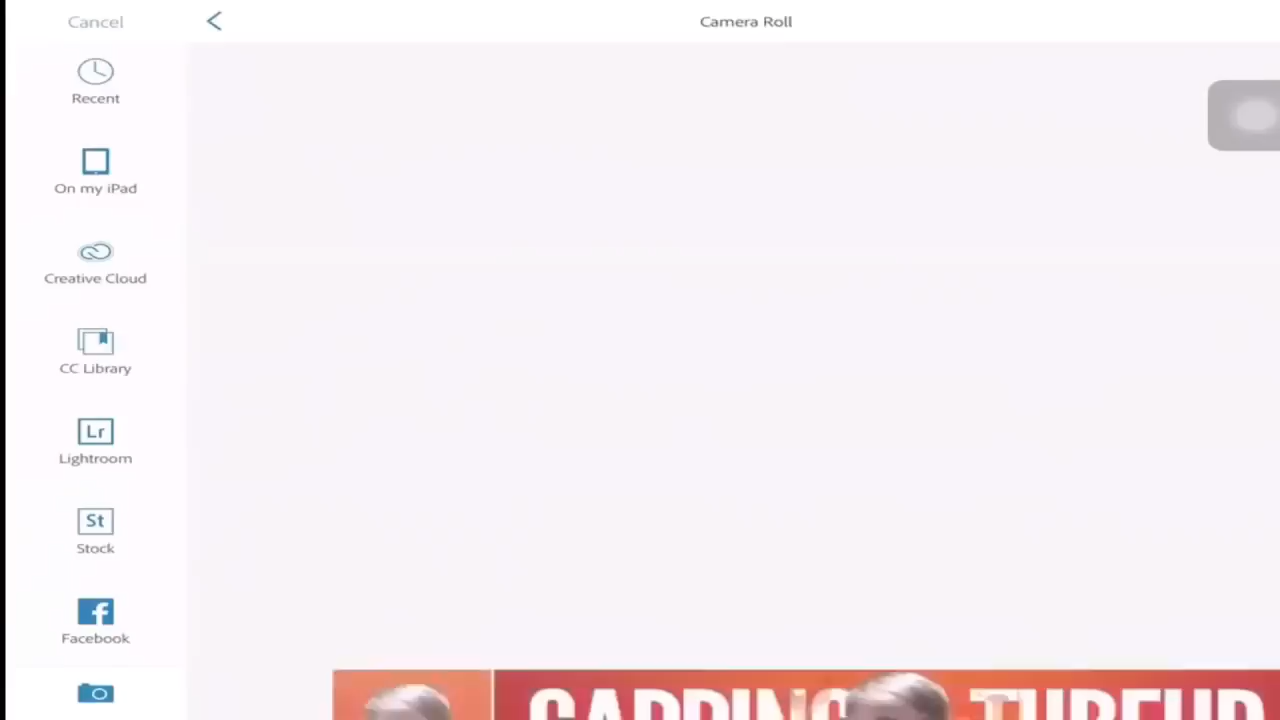 Cancel
Camera Roll
Recent
On my iPad
Creative Cloud
CC Library
Lr
Lightroom
St
Stock
f
Facebook